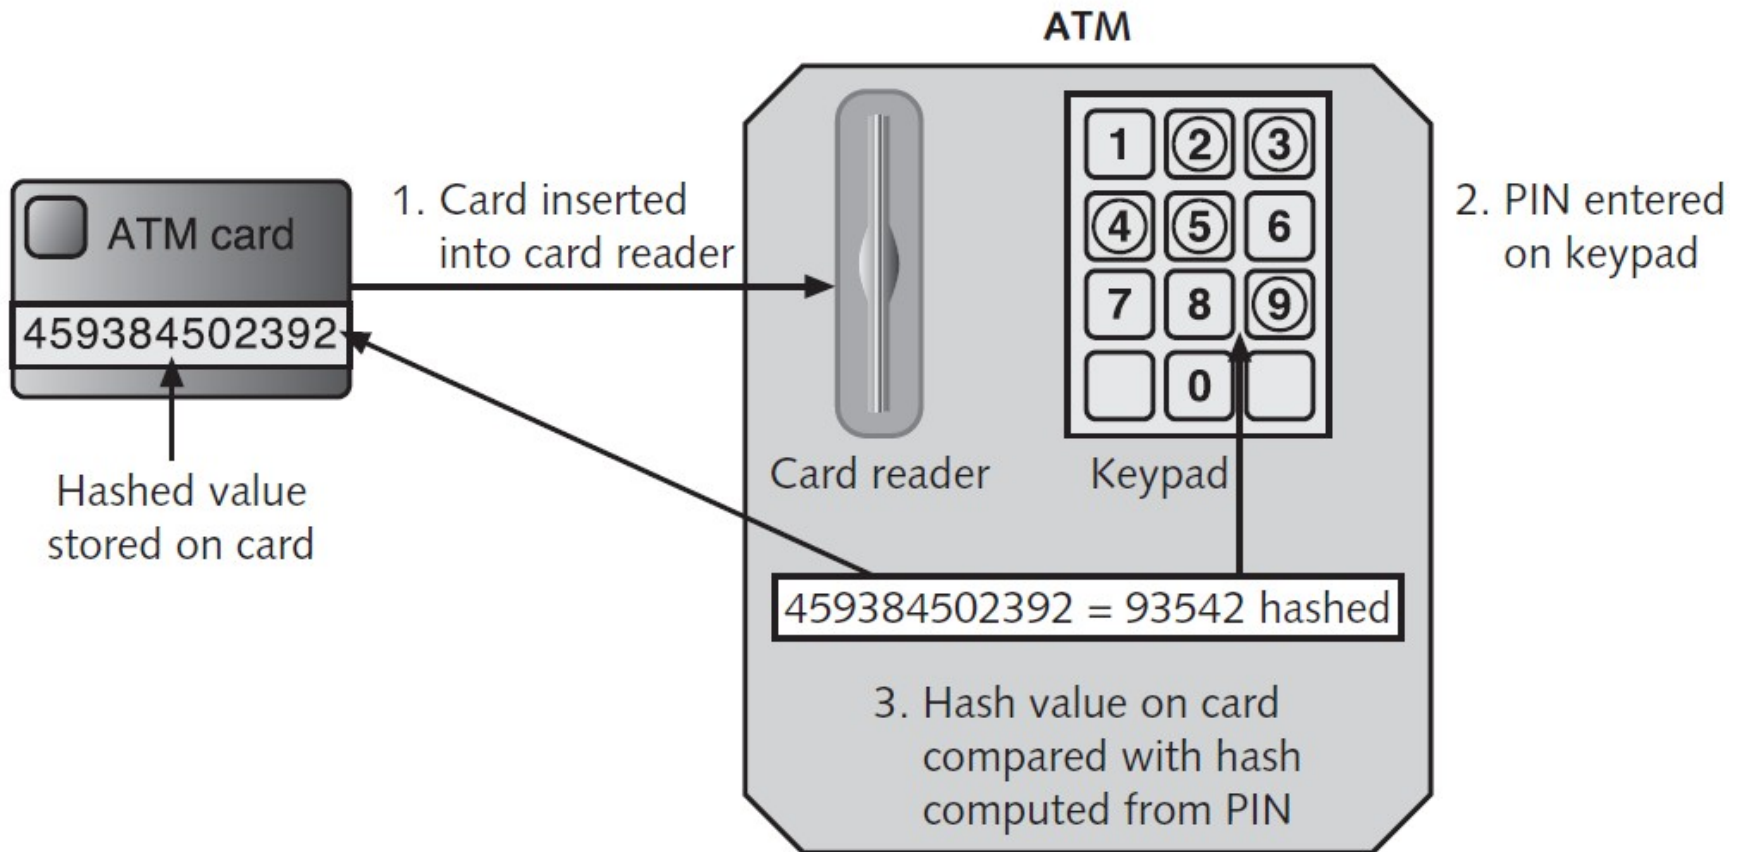 ATM
ATM card
459384502392
Hashed value
stored on card
1. Card inserted
into card reader
1 2 3
4 5 6
7 8 9
0
Card reader
Keypad
2. PIN entered
on keypad
459384502392 = 93542 hashed
3. Hash value on card
compared with hash
computed from PIN